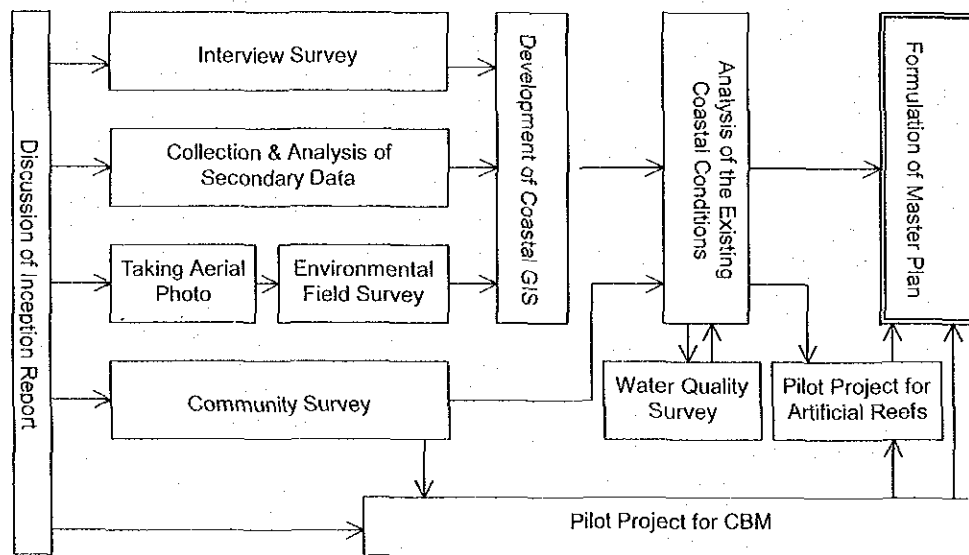 Discussion of Inception Report
Interview Survey
Collection & Analysis of
Secondary Data
Taking Aerial
Photo
Environmental
Field Survey
Community Survey
Development of Coastal GIS
Analysis of the Existing
Coastal Conditions
Water Quality
Survey
Pilot Project for
Artificial Reefs
Formulation of
Master Plan
Pilot Project for CBM